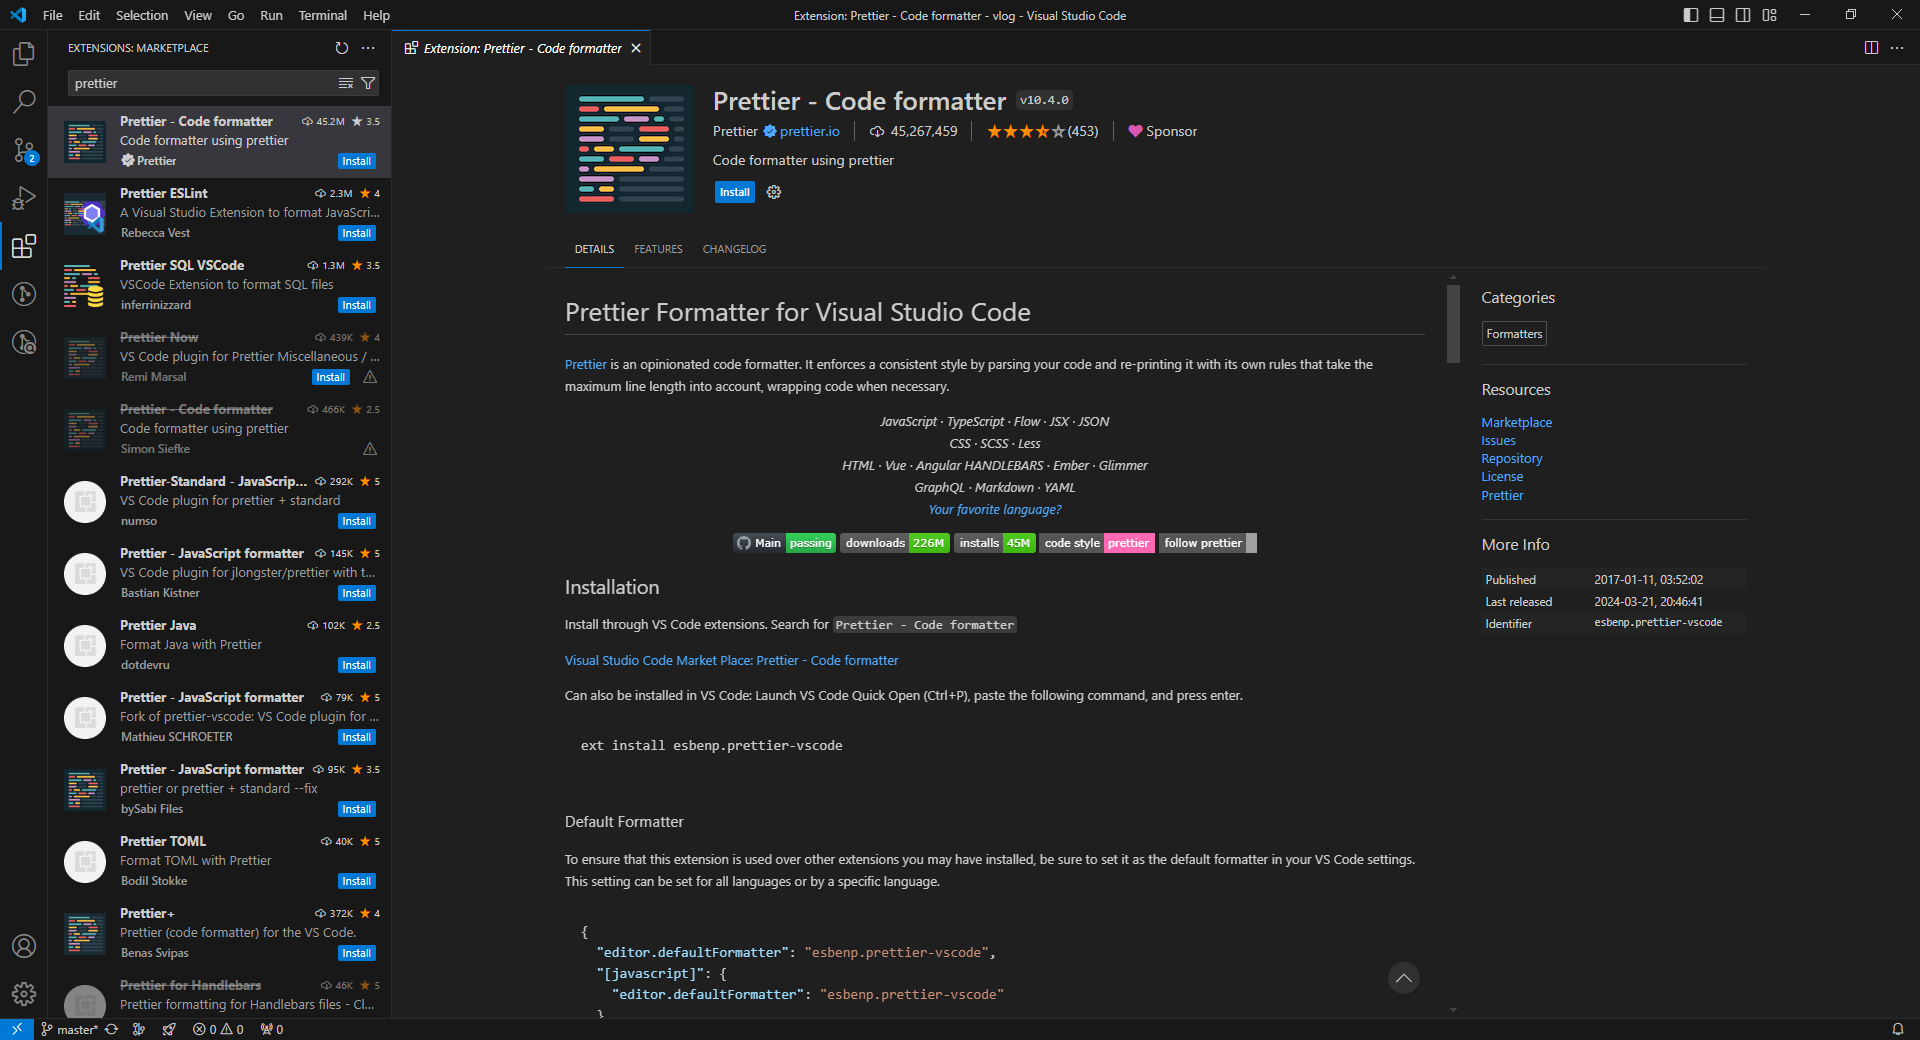 File Edit Selection View Go Run Terminal Help
Extension: Prettier - Code formatter - vlog - Visual Studio Code
EXTENSIONS: MARKETPLACE
prettier
Prettier - Code formatter 45.2M 3.5
Code formatter using prettier
Prettier Install
Prettier ESLint 2.3M 4
A Visual Studio Extension to format JavaScri...
Rebecca Vest Install
Prettier SQL VSCode 1.3M 3.5
VSCode Extension to format SQL files
inferrinizzard Install
Prettier Now 439K 4
VS Code plugin for Prettier Miscellaneous / ...
Remi Marsal Install
Prettier - Code formatter 466K 2.5
Code formatter using prettier
Simon Siefke
Prettier-Standard - JavaScrip... 292K 5
VS Code plugin for prettier + standard
numso Install
Prettier - JavaScript formatter 145K 5
VS Code plugin for jlongster/prettier with t...
Bastian Kistner Install
Prettier Java 102K 2.5
Format Java with Prettier
dotdevru Install
Prettier - JavaScript formatter 79K 5
Fork of prettier-vscode: VS Code plugin for ...
Mathieu SCHROETER Install
Prettier - JavaScript formatter 95K 3.5
prettier or prettier + standard --fix
bySabi Files Install
Prettier TOML 40K 5
Format TOML with Prettier
Bodil Stokke Install
Prettier+ 372K 4
Prettier (code formatter) for the VS Code.
Benas Svipas Install
Prettier for Handlebars 46K 5
Prettier formatting for Handlebars files - Cl...
Extension: Prettier - Code formatter
Prettier - Code formatter v10.4.0
Prettier prettier.io 45,267,459 (453) Sponsor
Code formatter using prettier
Install
DETAILS FEATURES CHANGELOG
Prettier Formatter for Visual Studio Code
Prettier is an opinionated code formatter. It enforces a consistent style by parsing your code and re-printing it with its own rules that take the
maximum line length into account, wrapping code when necessary.
JavaScript · TypeScript · Flow · JSX · JSON
CSS · SCSS · Less
HTML · Vue · Angular HANDLEBARS · Ember · Glimmer
GraphQL · Markdown · YAML
Your favorite language?
Main passing downloads 226M installs 45M code style prettier follow prettier
Installation
Install through VS Code extensions. Search for Prettier - Code formatter
Visual Studio Code Market Place: Prettier - Code formatter
Can also be installed in VS Code: Launch VS Code Quick Open (Ctrl+P), paste the following command, and press enter.
ext install esbenp.prettier-vscode
Default Formatter
To ensure that this extension is used over other extensions you may have installed, be sure to set it as the default formatter in your VS Code settings.
This setting can be set for all languages or by a specific language.
{
"editor.defaultFormatter": "esbenp.prettier-vscode",
"[javascript]": {
"editor.defaultFormatter": "esbenp.prettier-vscode"
}
Categories
Formatters
Resources
Marketplace
Issues
Repository
License
Prettier
More Info
Published 2017-01-11, 03:52:02
Last released 2024-03-21, 20:46:41
Identifier esbenp.prettier-vscode
2
master* 0 0 0